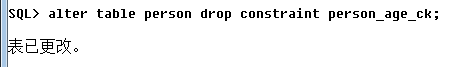 SQL> alter table person drop constraint person_age_ck;
表已更改。